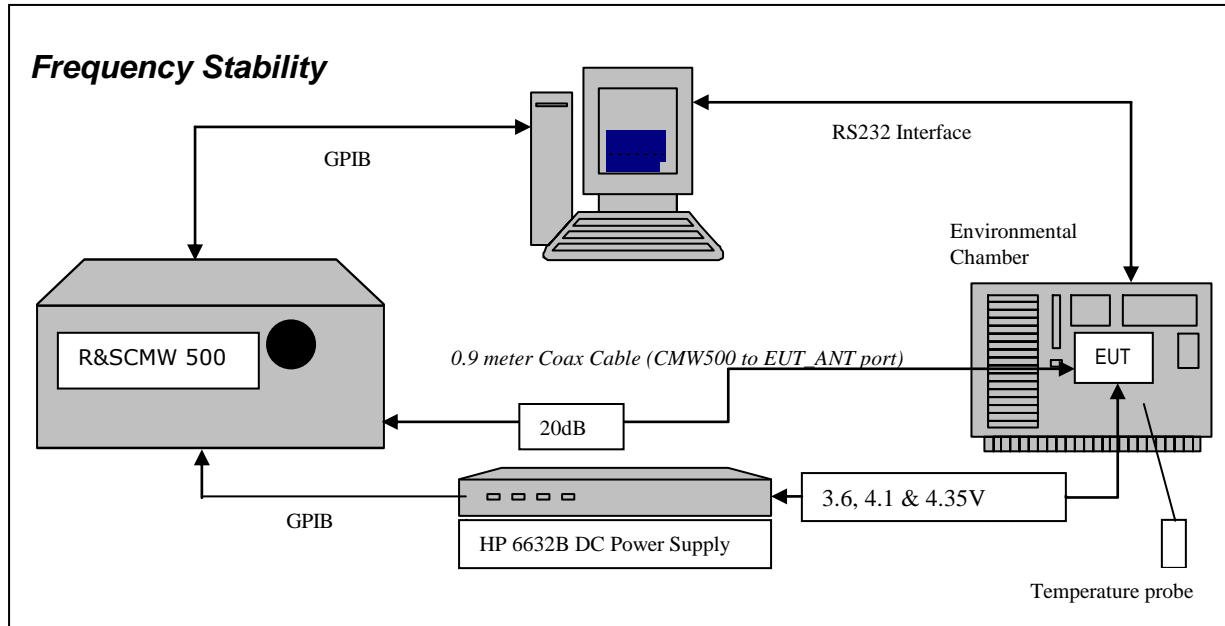 Frequency Stability
GPIB
RS232 Interface
Environmental
Chamber
R&SCMW 500
0.9 meter Coax Cable (CMW500 to EUT_ANT port)
EUT
20dB
3.6, 4.1 & 4.35V
GPIB
HP 6632B DC Power Supply
Temperature probe